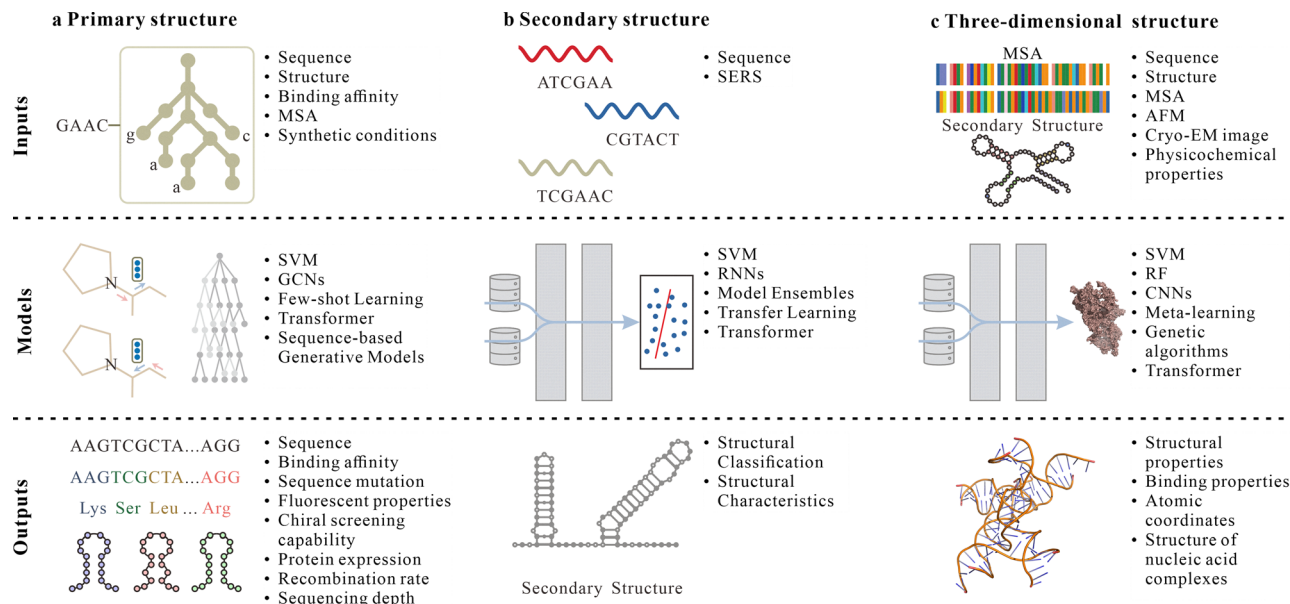 a Primary structure
b Secondary structure
c Three-dimensional structure
Inputs
GAAC
g
c
a
a
• Sequence
• Structure
• Binding affinity
• MSA
• Synthetic conditions
ATCGAA
CGTACT
TCGAAC
• Sequence
• SERS
MSA
Secondary Structure
• Sequence
• Structure
• MSA
• AFM
• Cryo-EM image
• Physicochemical
properties
Models
N
N
• SVM
• GCNs
• Few-shot Learning
• Transformer
• Sequence-based
Generative Models
• SVM
• RNNs
• Model Ensembles
• Transfer Learning
• Transformer
• SVM
• RF
• CNNs
• Meta-learning
• Genetic
algorithms
• Transformer
Outputs
AAGTCGCTA...AGG
AAGTCGCTA...AGG
Lys Ser Leu ... Arg
• Sequence
• Binding affinity
• Sequence mutation
• Fluorescent properties
• Chiral screening
capability
• Protein expression
• Recombination rate
• Sequencing depth
Secondary Structure
• Structural
Classification
• Structural
Characteristics
• Structural
properties
• Binding properties
• Atomic
coordinates
• Structure of
nucleic acid
complexes